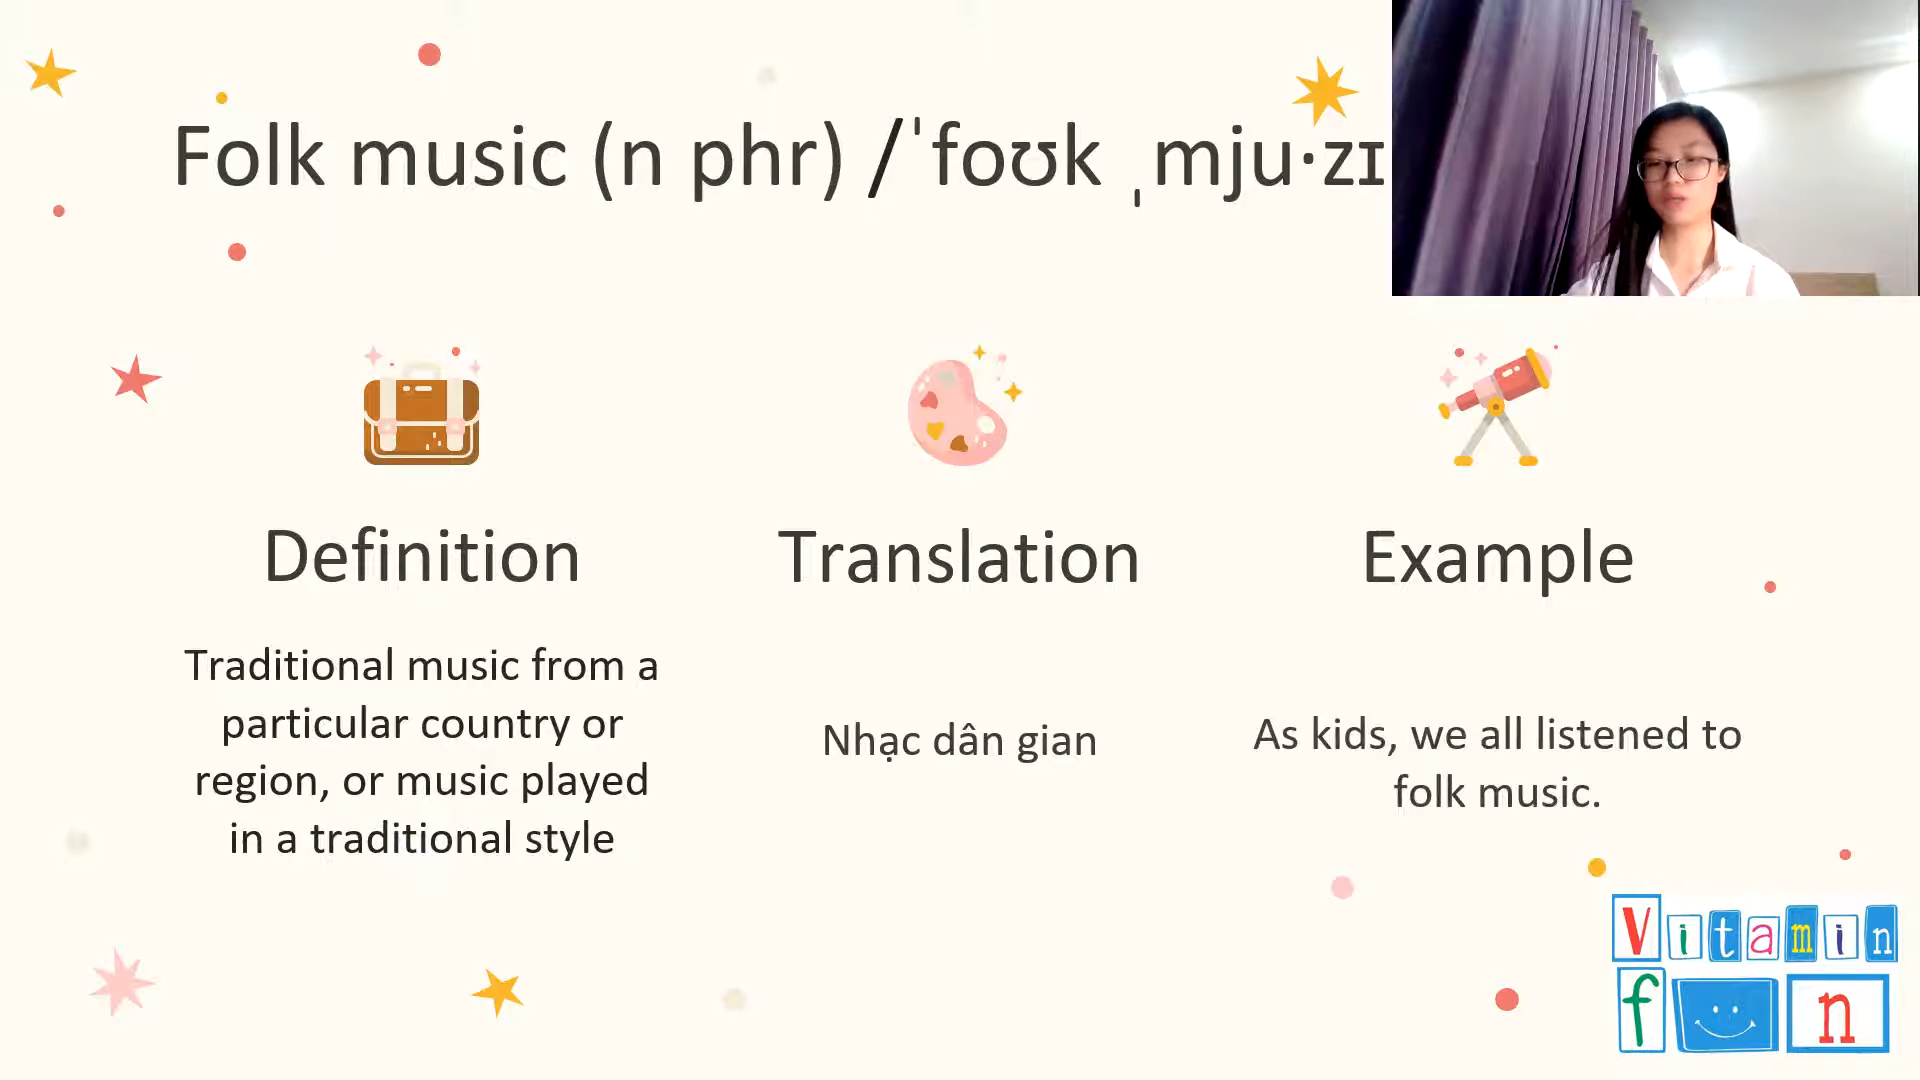 Folk music (n phr) /ˈfoʊk ˌmju·zɪ
Definition
Traditional music from a
particular country or
region, or music played
in a traditional style
Translation
Nhạc dân gian
Example
As kids, we all listened to
folk music.
Vitamin
fun